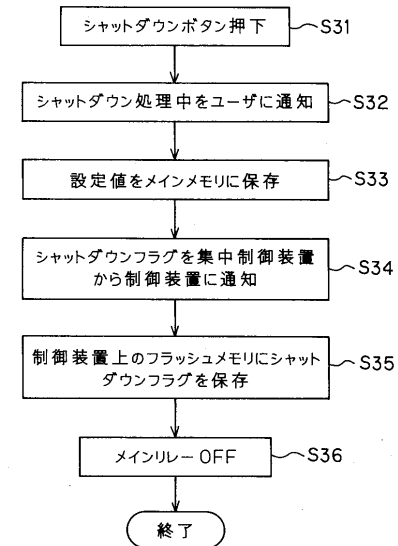 シャットダウンボタン押下
S31
シャットダウン処理中をユーザに通知
S32
設定値をメインメモリに保存
S33
シャットダウンフラグを集中制御装置
から制御装置に通知
S34
制御装置上のフラッシュメモリにシャット
ダウンフラグを保存
S35
メインリレーOFF
S36
終了